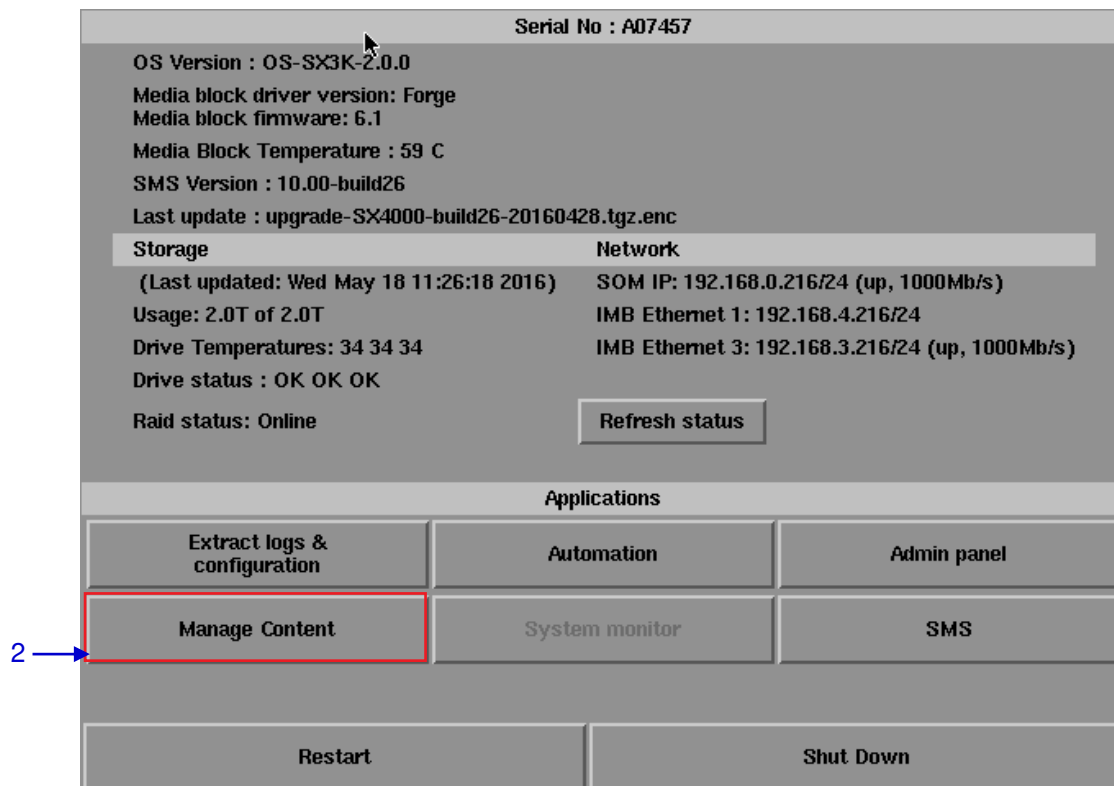 Serial No : A07457
OS Version : OS-SX3K-2.0.0
Media block driver version: Forge
Media block firmware: 6.1
Media Block Temperature : 59 C
SMS Version : 10.00-build26
Last update : upgrade-SX4000-build26-20160428.tgz.enc
Storage
Network
(Last updated: Wed May 18 11:26:18 2016)
SOM IP: 192.168.0.216/24 (up, 1000Mb/s)
Usage: 2.0T of 2.0T
IMB Ethernet 1: 192.168.4.216/24
Drive Temperatures: 34 34 34
IMB Ethernet 3: 192.168.3.216/24 (up, 1000Mb/s)
Drive status : OK OK OK
Raid status: Online
Refresh status
Applications
Extract logs &
configuration
Automation
Admin panel
Manage Content
System monitor
SMS
2
Restart
Shut Down